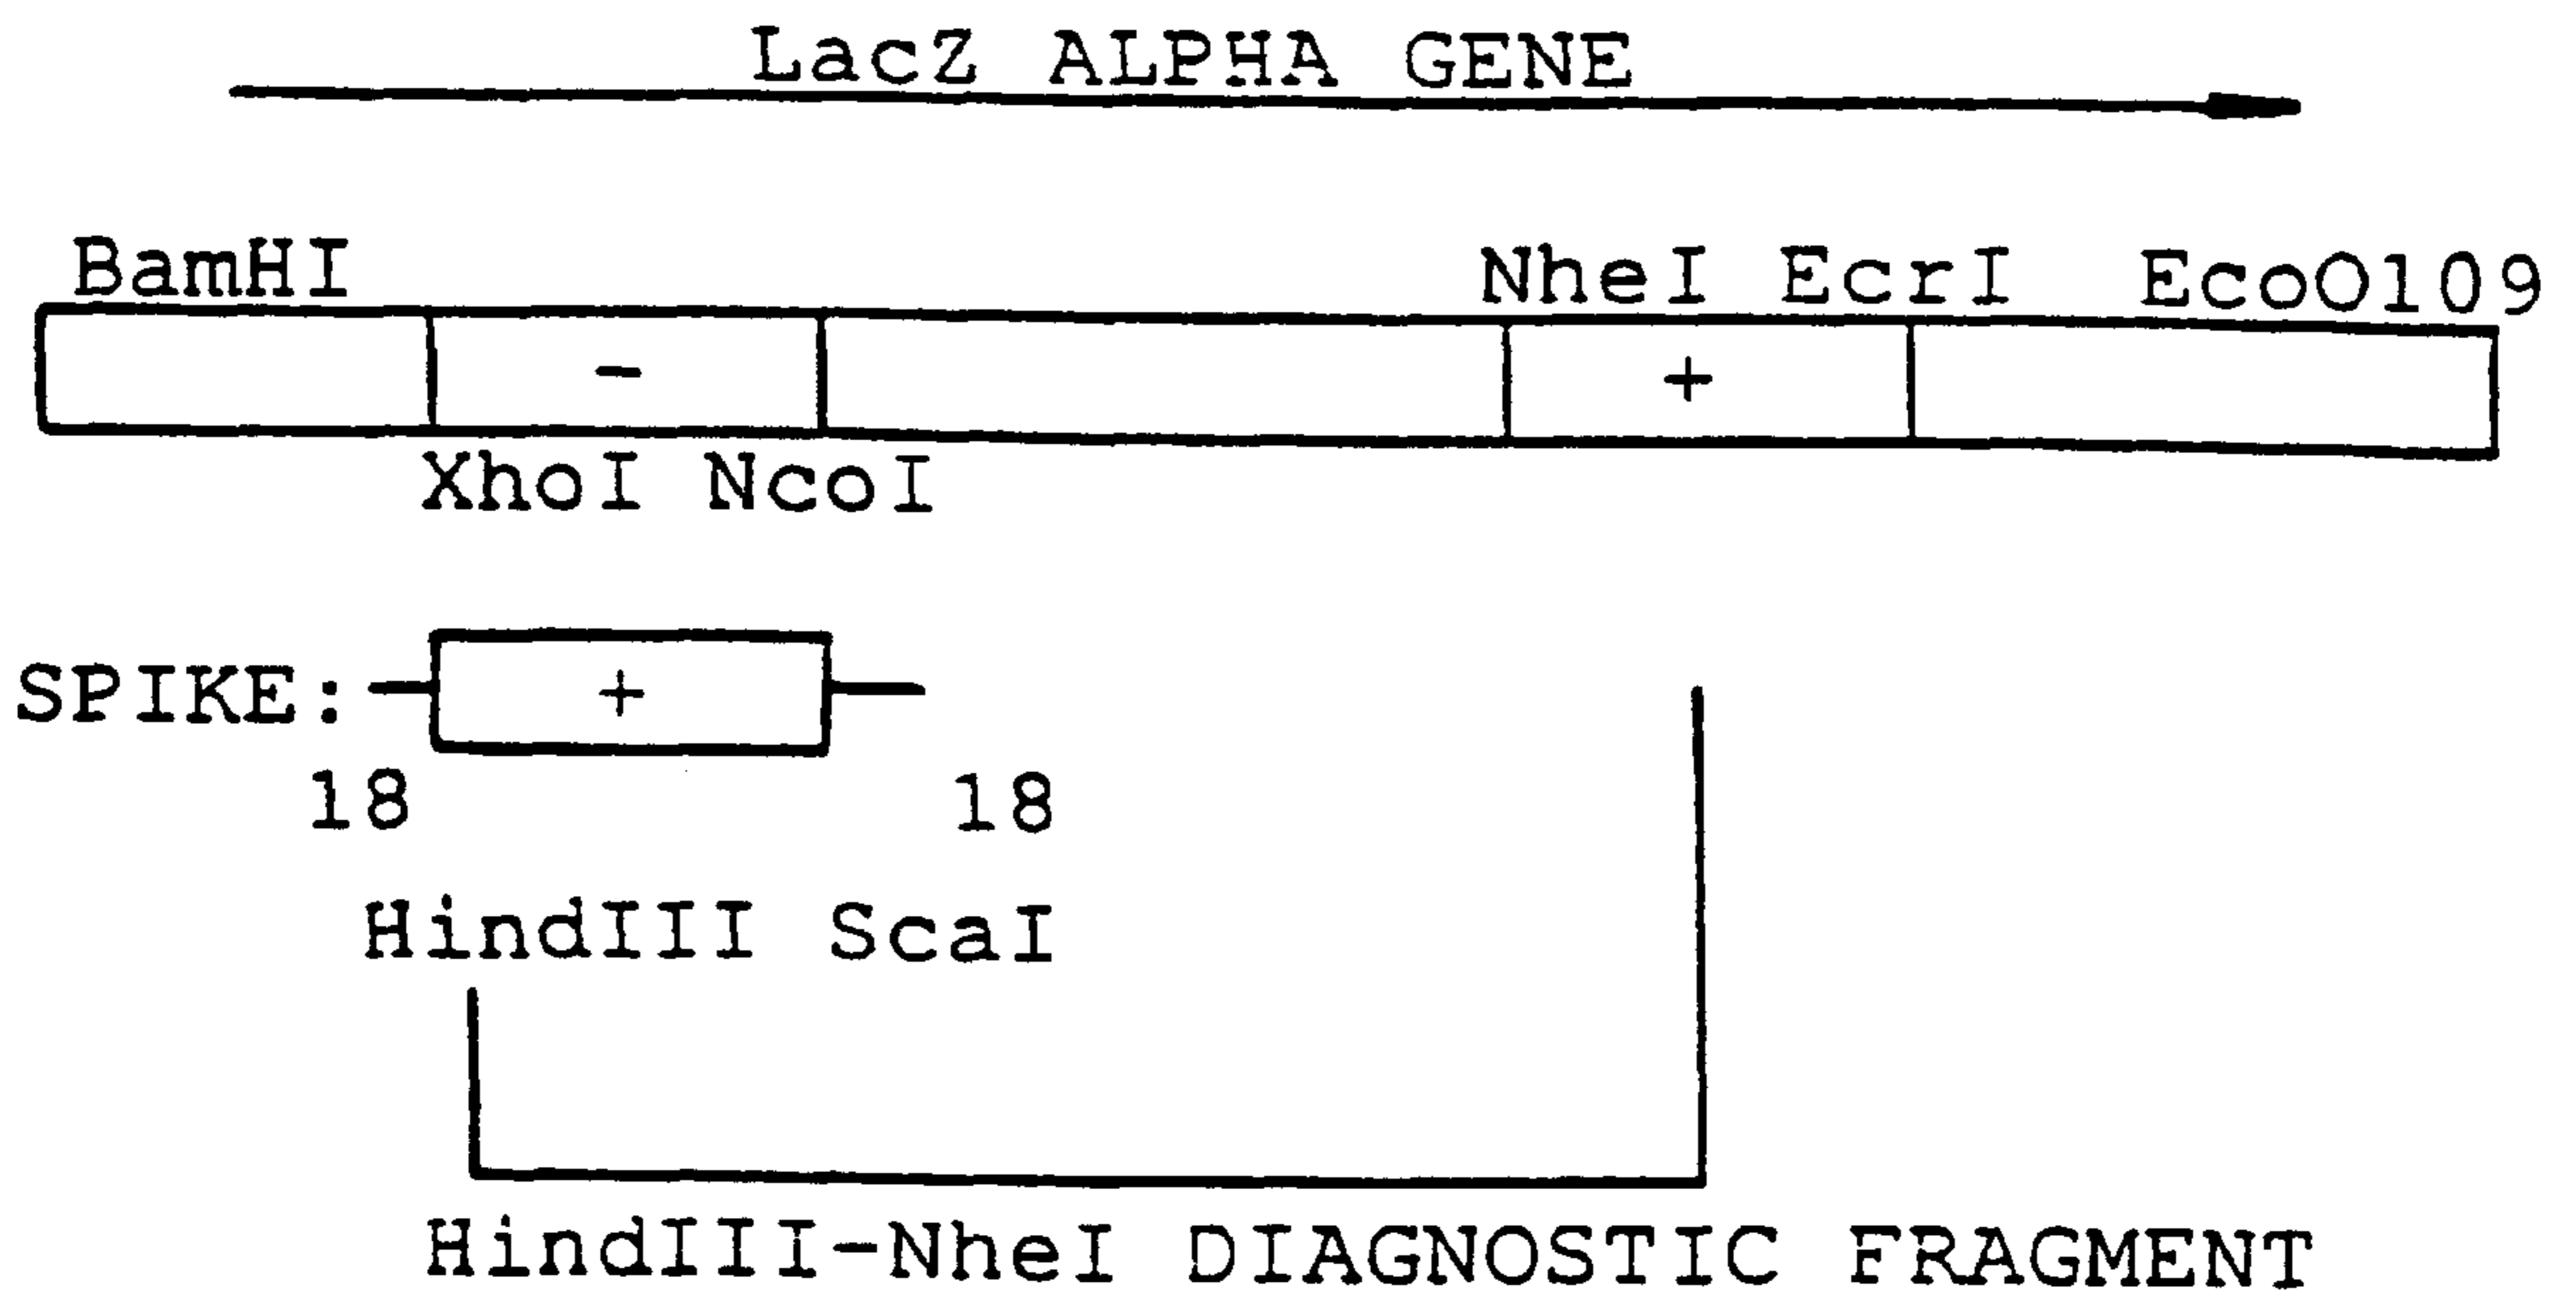 LacZ ALPHA GENE
BamHI NheI EcrI EcoO109
- +
XhoI NcoI
SPIKE: +
18 18
HindIII ScaI
HindIII-NheI DIAGNOSTIC FRAGMENT